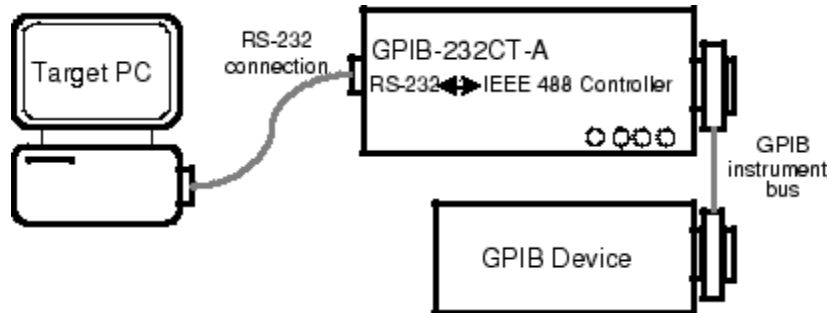 Target PC
RS-232
connection
GPIB-232CT-A
RS-232 IEEE 488 Controller
GPIB
instrument
bus
GPIB Device